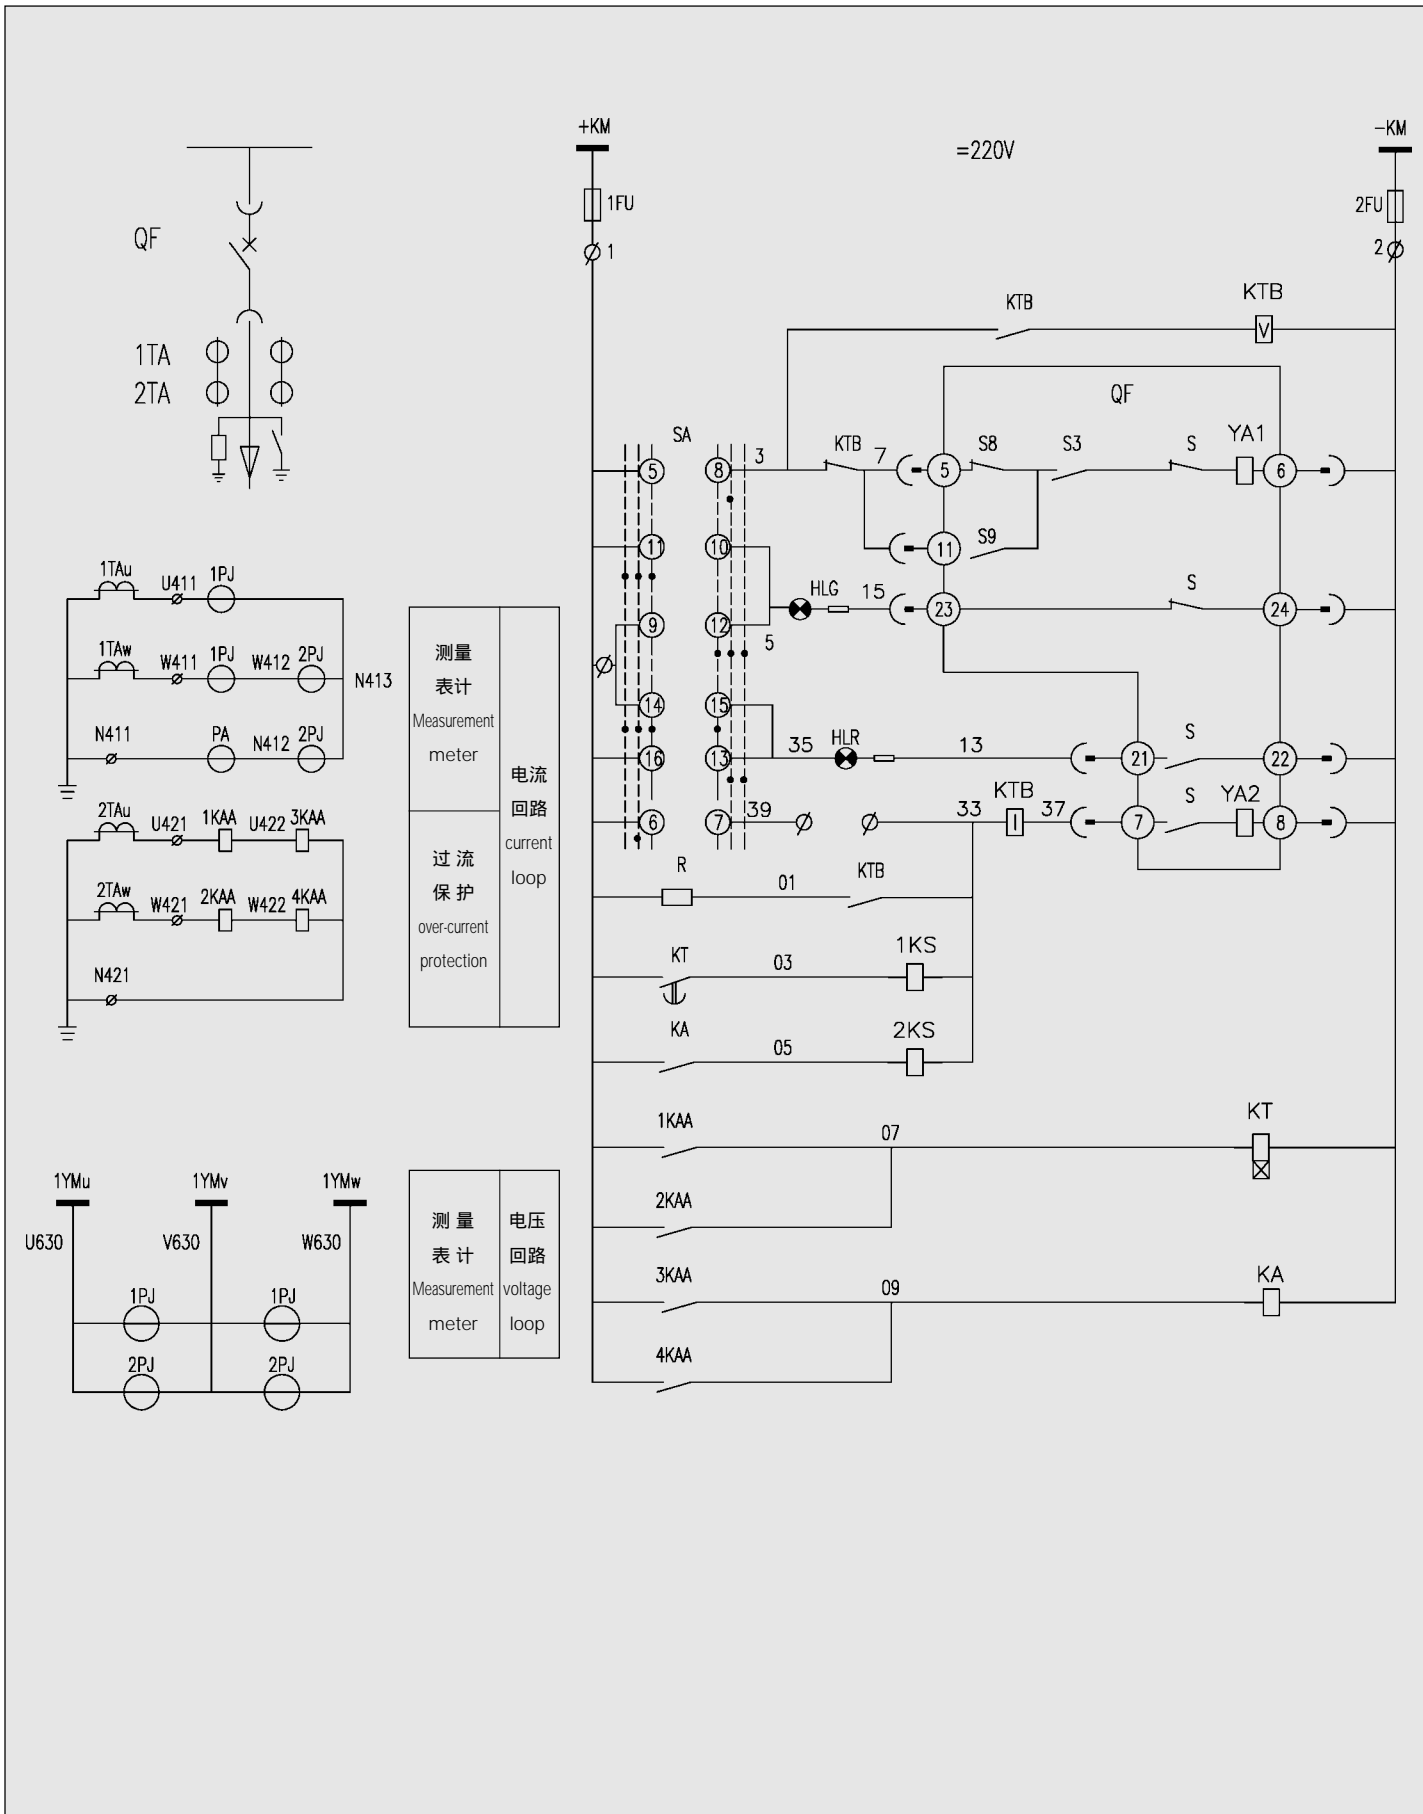 +KM
-KM
=220V
1FU
2FU
1
2
QF
1TA
2TA
KTB
KTB
V
QF
SA
5
8
3
KTB
7
5
S8
S3
S
YA1
6
11
10
11
S9
HLG
15
23
S
24
9
12
5
14
15
16
13
35
HLR
13
21
S
22
6
7
39
33
KTB
I
37
7
S
YA2
8
R
01
KTB
KT
03
1KS
KA
05
2KS
1KAA
07
KT
2KAA
3KAA
09
KA
4KAA
1TAu
U411
1PJ
1TAw
W411
1PJ
W412
2PJ
N413
N411
PA
N412
2PJ
2TAu
U421
1KAA
U422
3KAA
2TAw
W421
2KAA
W422
4KAA
N421
测量
表计
Measurement
meter
过流
保护
over-current
protection
电流
回路
current
loop
1YMu
1YMv
1YMw
U630
V630
W630
1PJ
1PJ
2PJ
2PJ
测量
表计
Measurement
meter
电压
回路
voltage
loop